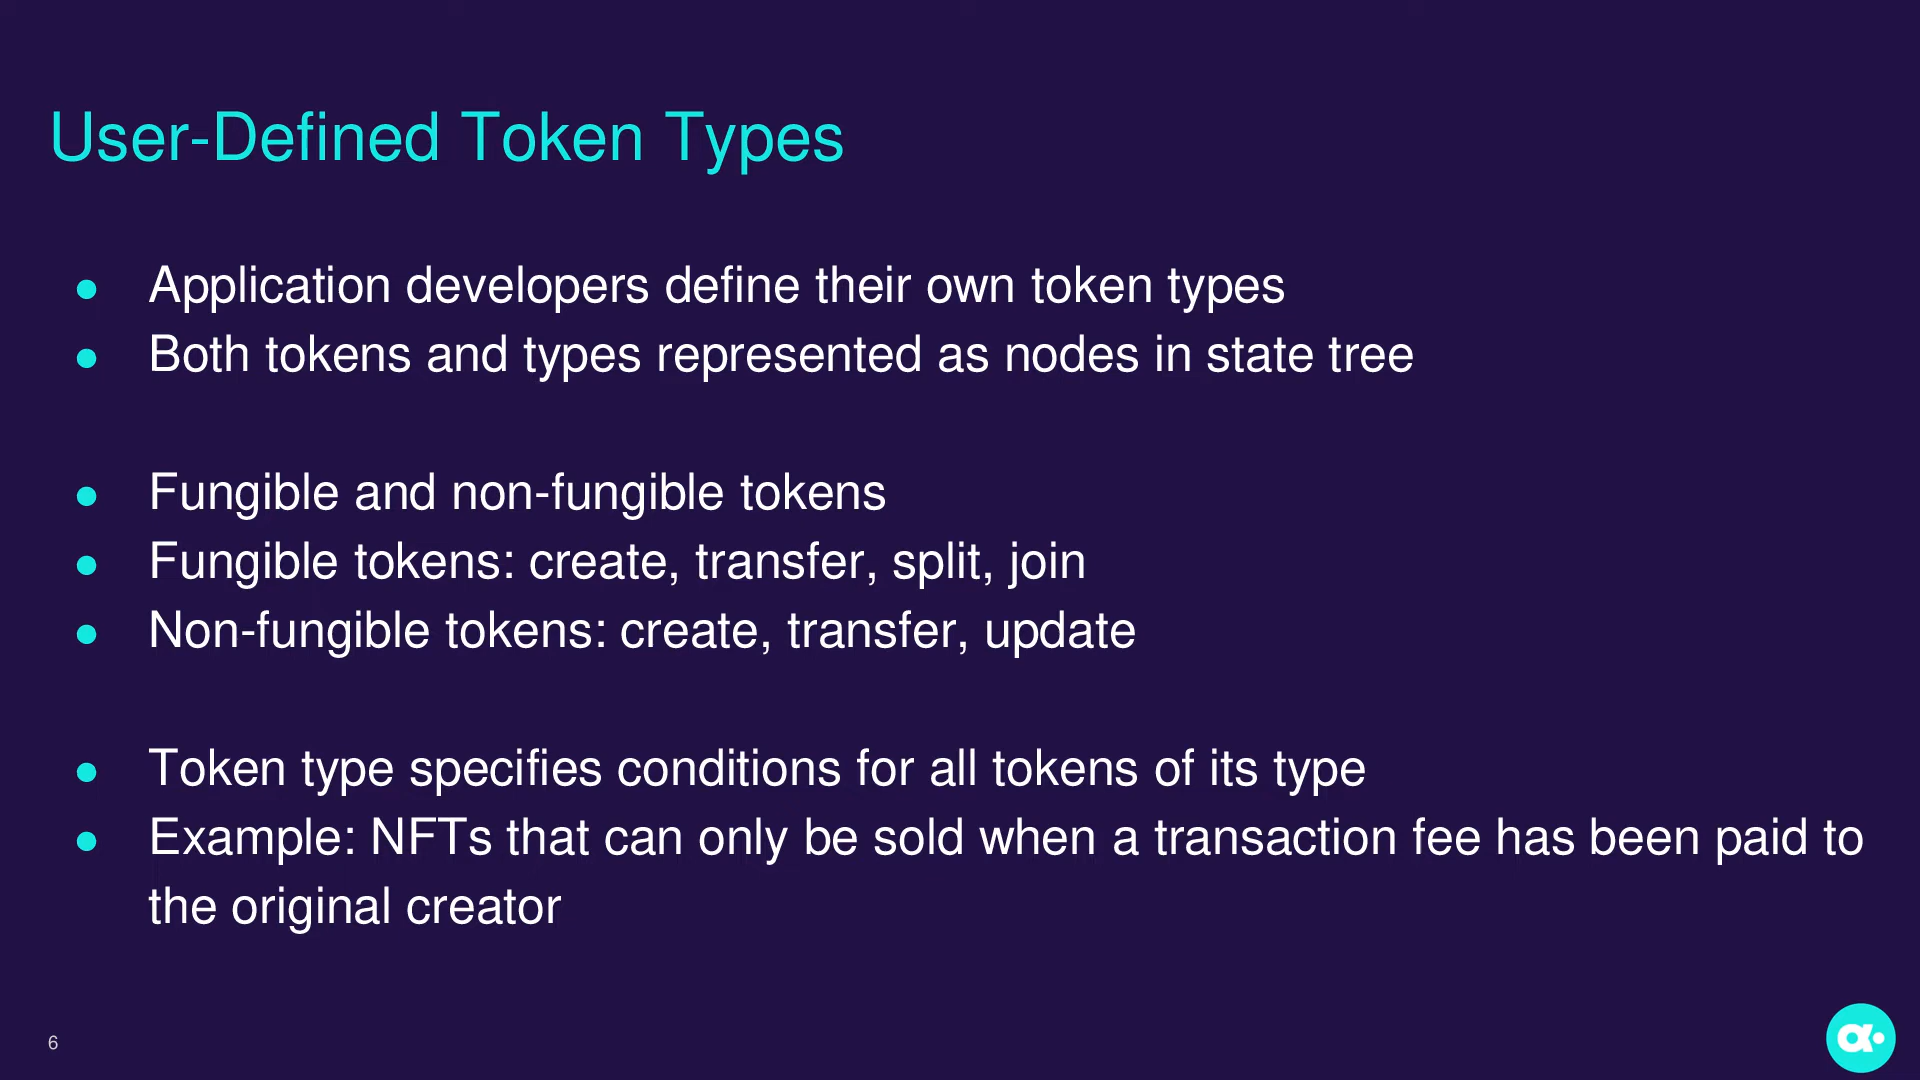 User-Defined Token Types
● Application developers define their own token types
● Both tokens and types represented as nodes in state tree
● Fungible and non-fungible tokens
● Fungible tokens: create, transfer, split, join
● Non-fungible tokens: create, transfer, update
● Token type specifies conditions for all tokens of its type
● Example: NFTs that can only be sold when a transaction fee has been paid to
the original creator
6